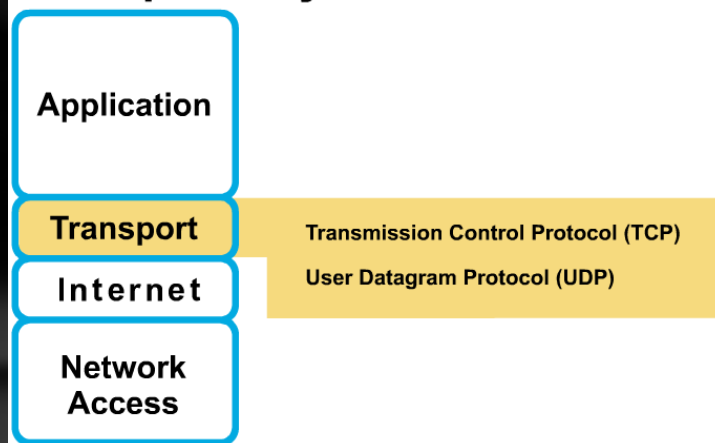 Application
Transport
Transmission Control Protocol (TCP)
User Datagram Protocol (UDP)
Internet
Network
Access